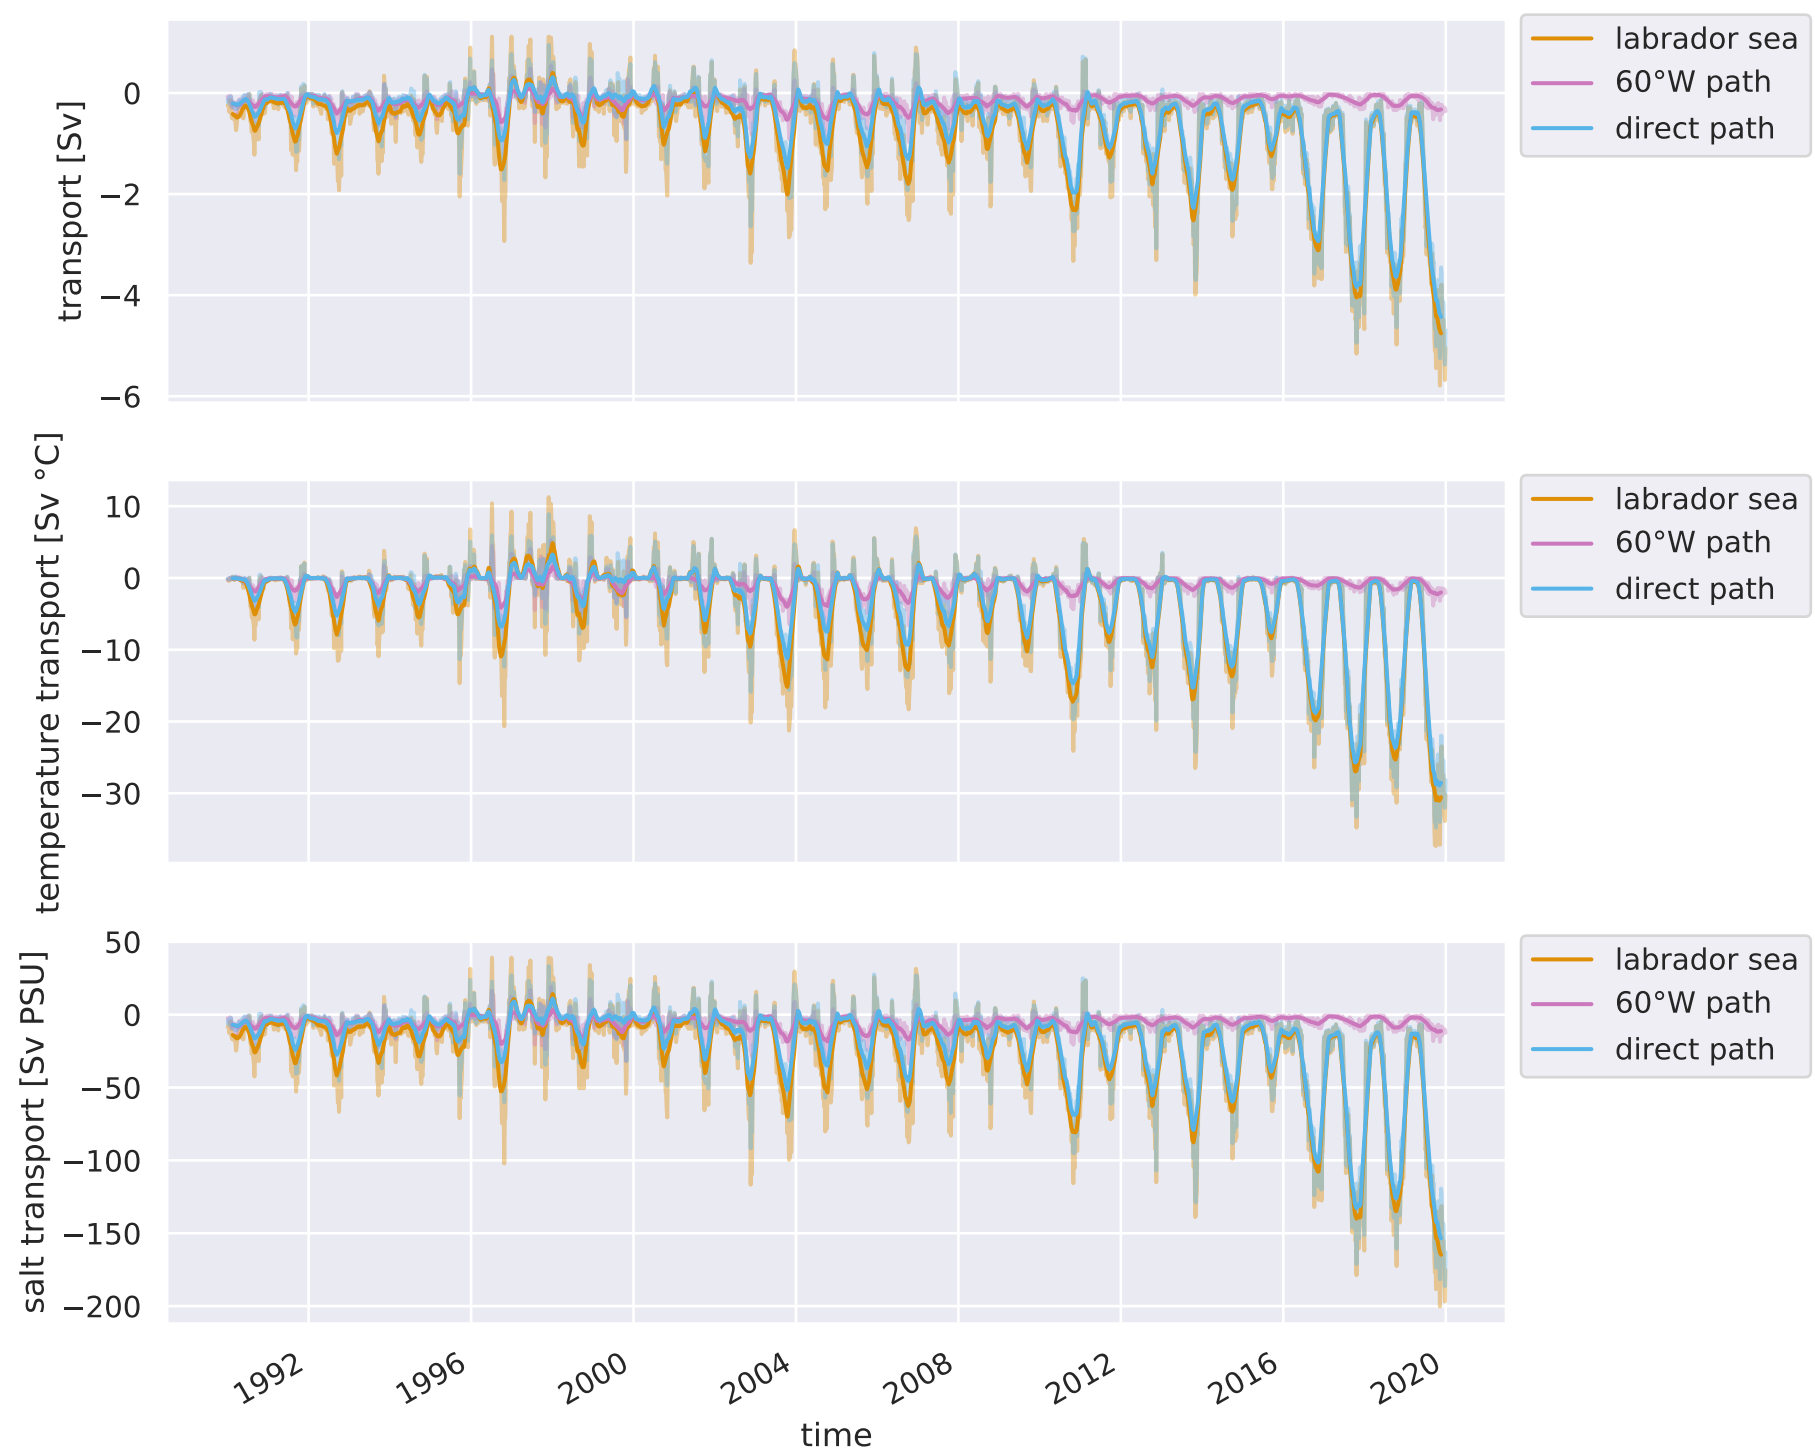 transport [Sv]
0
−2
−4
−6
labrador sea
60°W path
direct path
temperature transport [Sv °C]
10
0
−10
−20
−30
labrador sea
60°W path
direct path
salt transport [Sv PSU]
50
0
−50
−100
−150
−200
labrador sea
60°W path
direct path
1992
1996
2000
2004
2008
2012
2016
2020
time